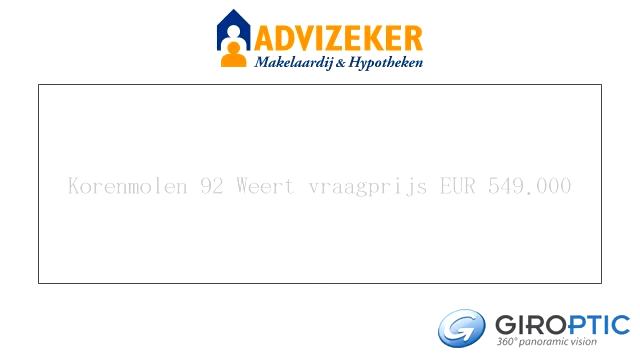 ADVIZEKER
Makelaardij & Hypotheken
Korenmolen 92 Weert vraagprijs EUR 549.000
GIROPTIC
360° panoramic vision